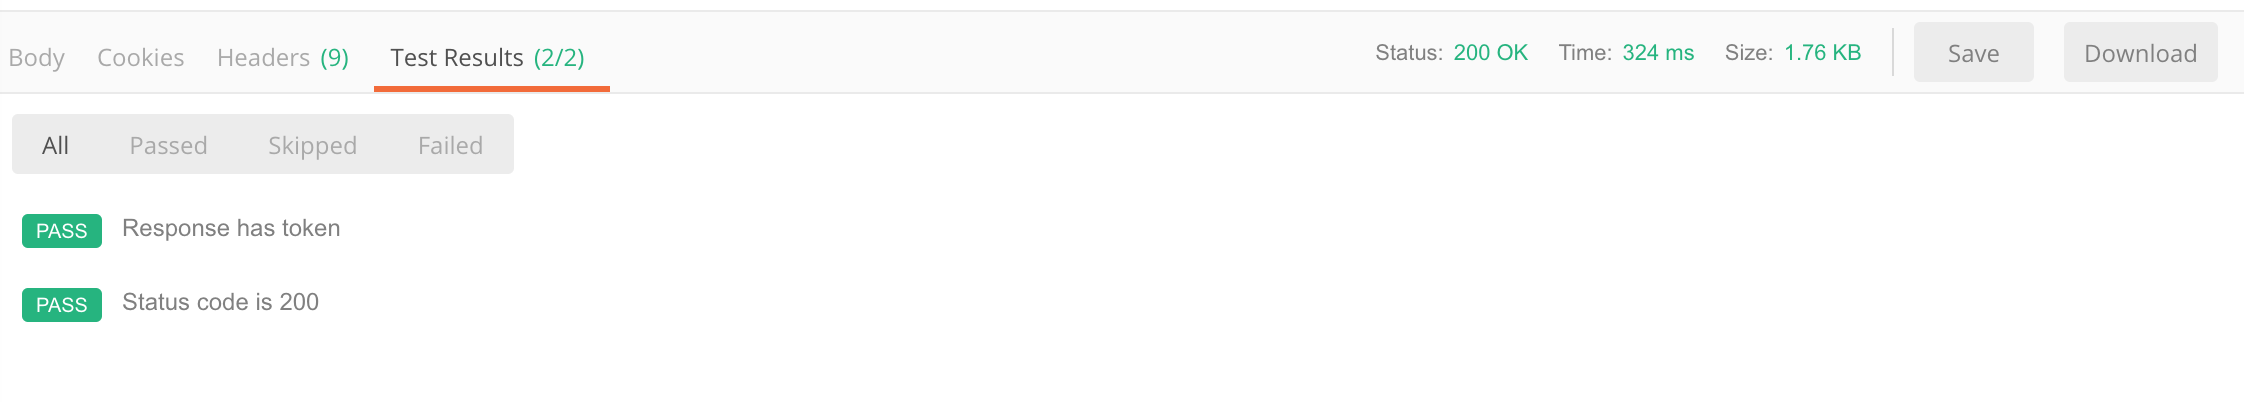 Body Cookies Headers (9) Test Results (2/2) Status: 200 OK Time: 324 ms Size: 1.76 KB Save Download
All Passed Skipped Failed
PASS Response has token
PASS Status code is 200